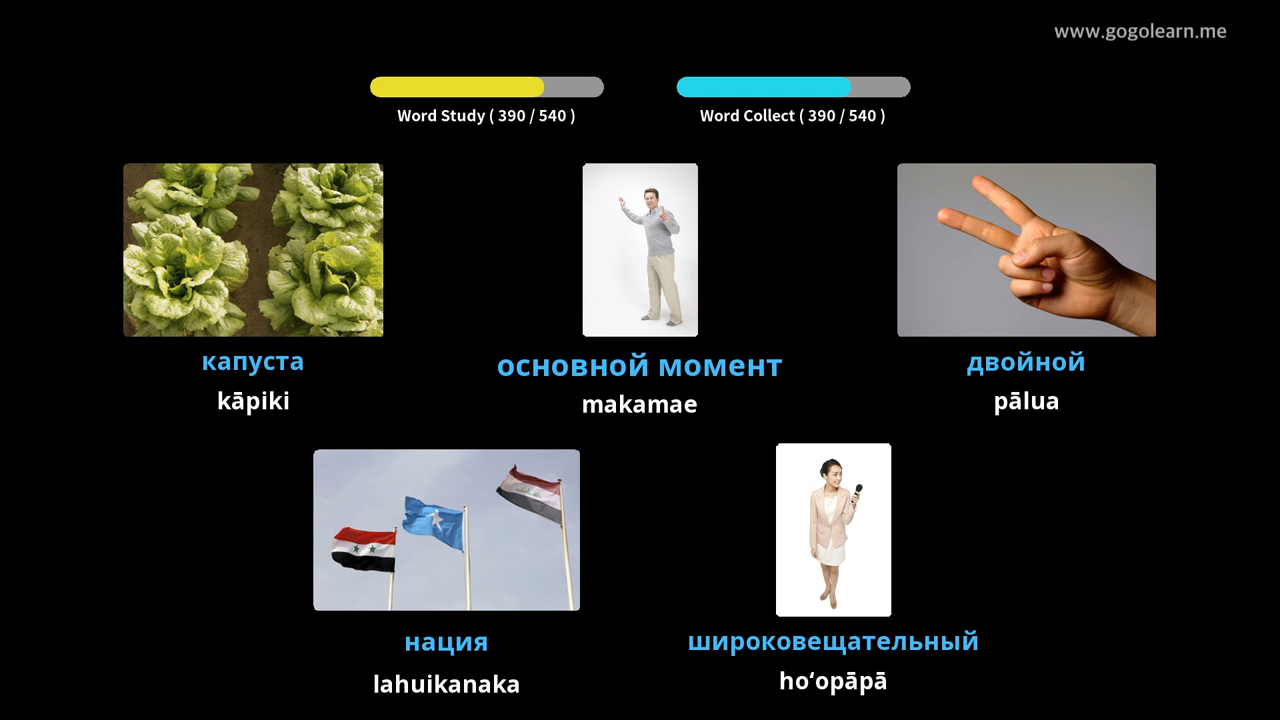 www.gogolearn.me
Word Study ( 390 / 540 )
Word Collect ( 390 / 540 )
капуста
kāpiki
основной момент
makamae
двойной
pālua
нация
lahuikanaka
широковещательный
hoʻopāpā